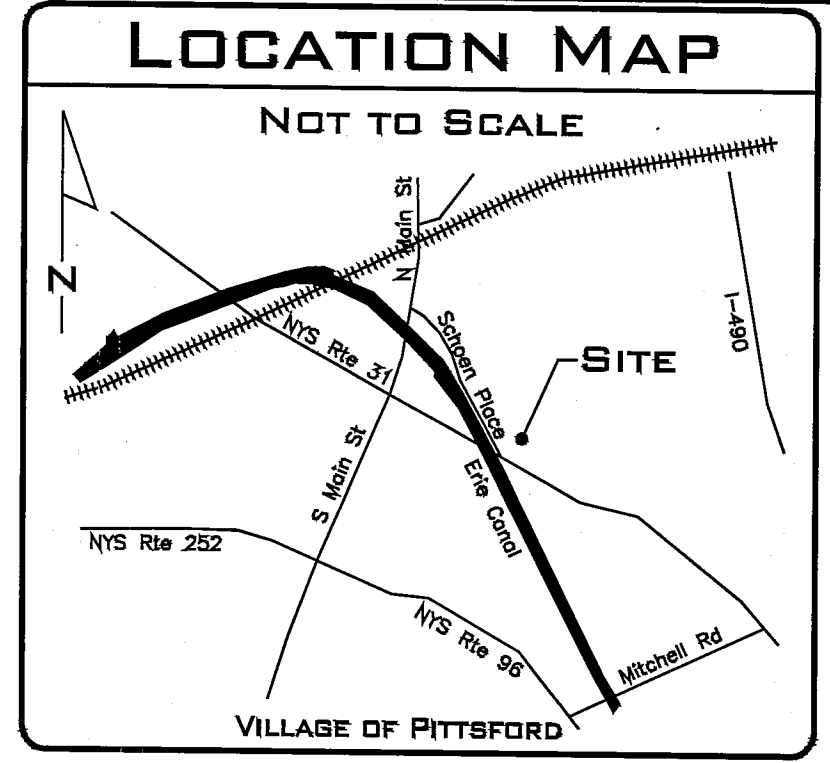 LOCATION MAP
NOT TO SCALE
N Main St
N
I-490
Schoen Place
NYS Rte 31
SITE
S Main St
Erie Canal
NYS Rte 252
NYS Rte 96
Mitchell Rd
VILLAGE OF PITTSFORD